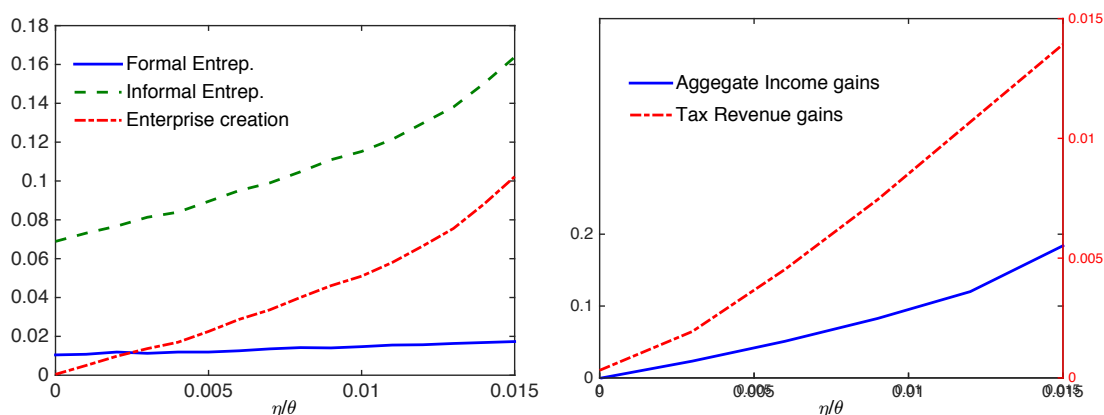 0.18
0.16
0.14
0.12
0.1
0.08
0.06
0.04
0.02
0
Formal Entrep.
Informal Entrep.
Enterprise creation
0 0.005 0.01 0.015
η/θ
0.2
0.1
0
Aggegate Income gains
Tax Revenue gains
0.015
0.01
0.005
0
0 0.005 0.01 0.015
η/θ